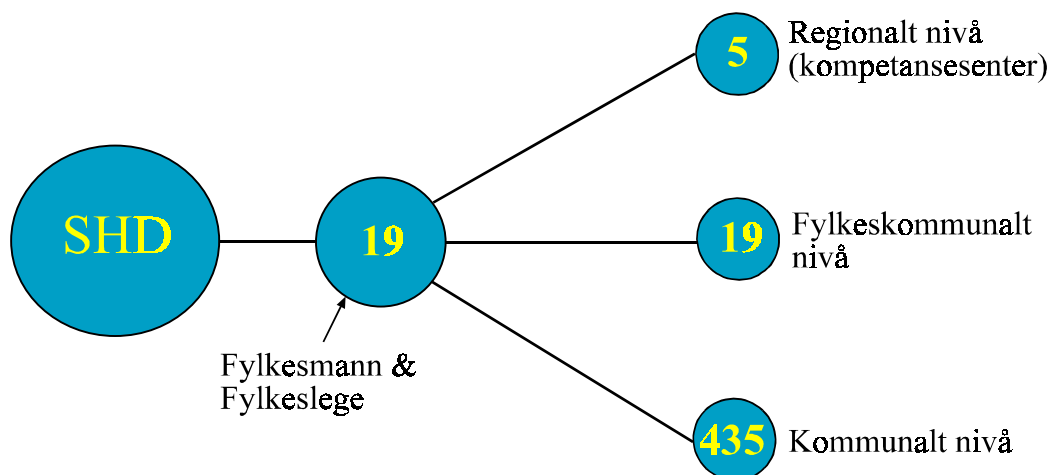 SHD
19
Fylkesmann &
Fylkeslege
5
Regionalt nivå
(kompetansesenter)
19
Fylkeskommunalt
nivå
435
Kommunalt nivå